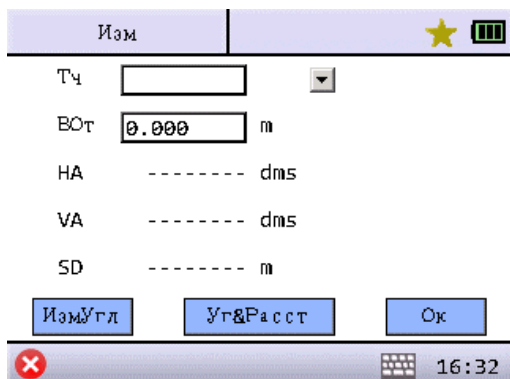 Изм
Тч
ВОт 0.000 m
HA -------- dms
VA -------- dms
SD -------- m
ИзмУгл Уг&Расст Ок
16:32